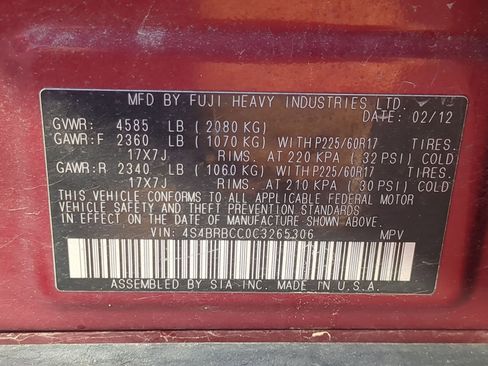 MFD BY FUJI HEAVY INDUSTRIES LTD.
DATE: 02/12
GVWR: 4585 LB (2080 KG)
GAWR:F 2360 LB (1070 KG) WITH P225/60R17 TIRES.
17X7J RIMS. AT 220 KPA (32 PSI) COLD
GAWR:R 2340 LB (1060 KG) WITH P225/60R17 TIRES.
17X7J RIMS. AT 210 KPA (30 PSI) COLD
THIS VEHICLE CONFORMS TO ALL APPLICABLE FEDERAL MOTOR
VEHICLE SAFETY AND THEFT PREVENTION STANDARDS
IN EFFECT ON THE DATE OF MANUFACTURE SHOWN ABOVE.
VIN: 4S4BRBCC0C3265306 MPV
ASSEMBLED BY SIA INC. MADE IN U.S.A.